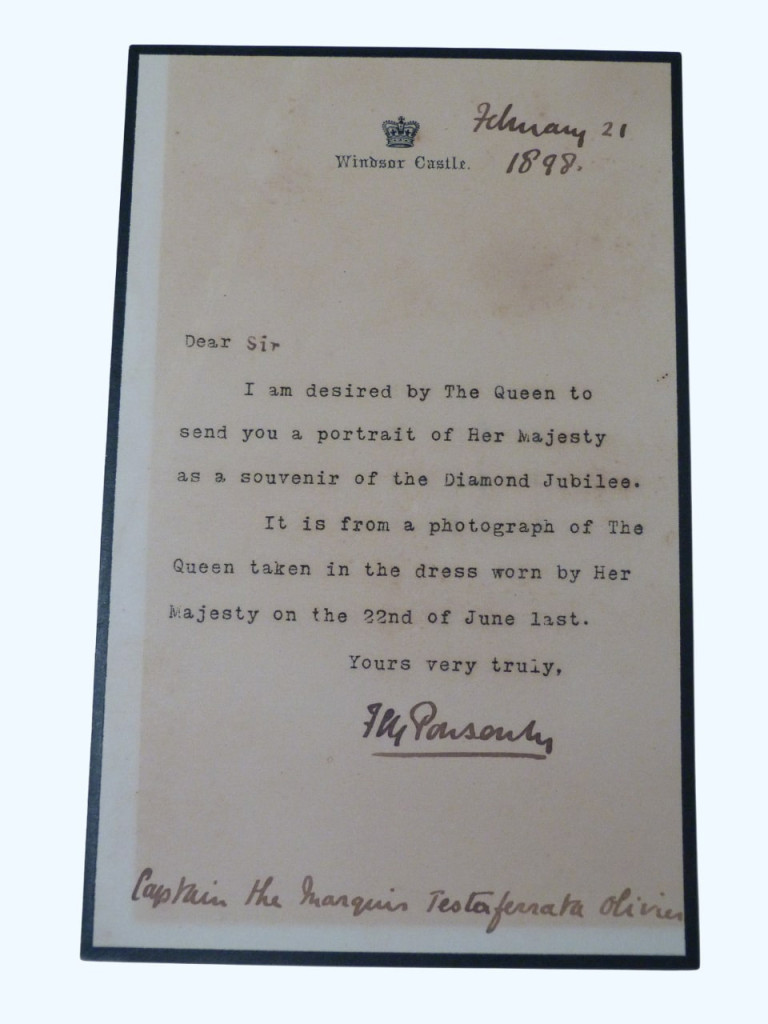 February 21
Windsor Castle. 1898.
Dear Sir
I am desired by The Queen to
send you a portrait of Her Majesty
as a souvenir of the Diamond Jubilee.
It is from a photograph of The
Queen taken in the dress worn by Her
Majesty on the 22nd of June last.
Yours very truly,
Ponsonby
Captain the Marquis Testaferrata Olivier